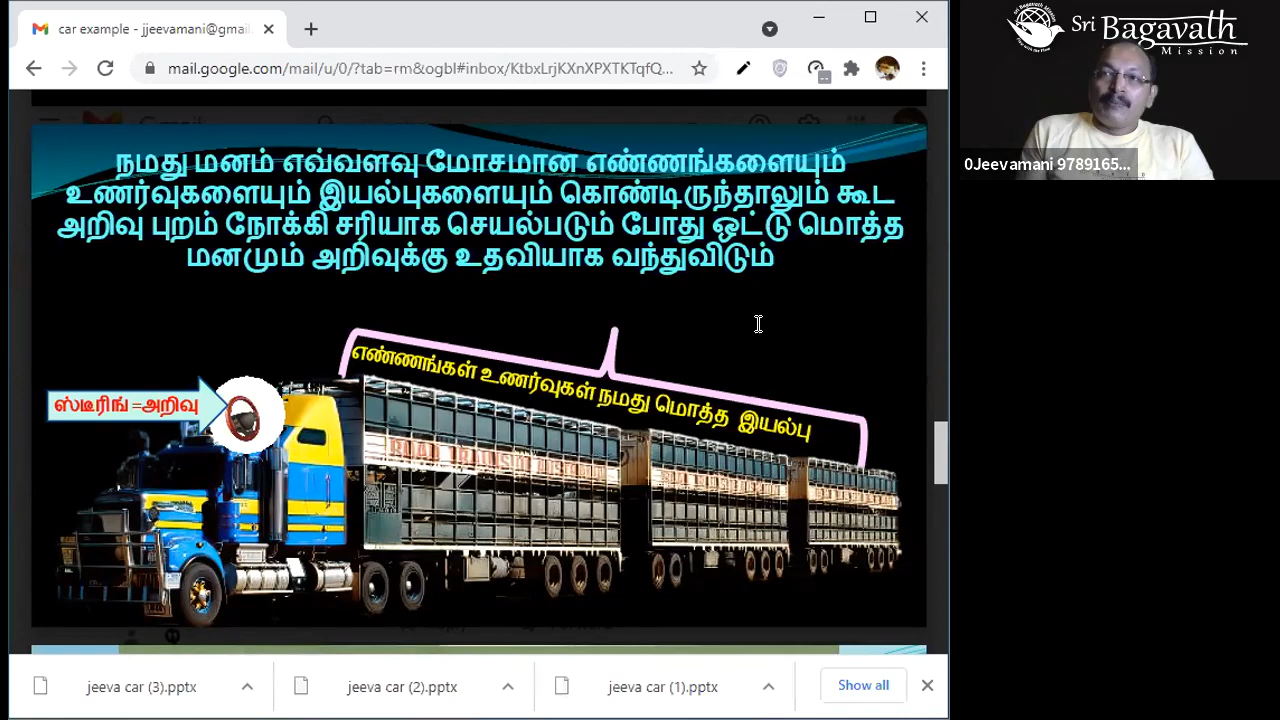 car example - jjeevamani@gmail
mail.google.com/mail/u/0/?tab=rm&ogbl#inbox/KtbxLrjKXnXPXTKTqfQ...
Sri Bagavath
Mission
0Jeevamani 9789165...
நமது மனம் எவ்வளவு மோசமான எண்ணங்களையும்
உணர்வுகளையும் இயல்புகளையும் கொண்டிருந்தாலும் கூட
அறிவு புறம் நோக்கி சரியாக செயல்படும் போது ஒட்டு மொத்த
மனமும் அறிவுக்கு உதவியாக வந்துவிடும்
எண்ணங்கள் உணர்வுகள் நமது மொத்த இயல்பு
ஸ்டீரிங் =அறிவு
jeeva car (3).pptx
jeeva car (2).pptx
jeeva car (1).pptx
Show all